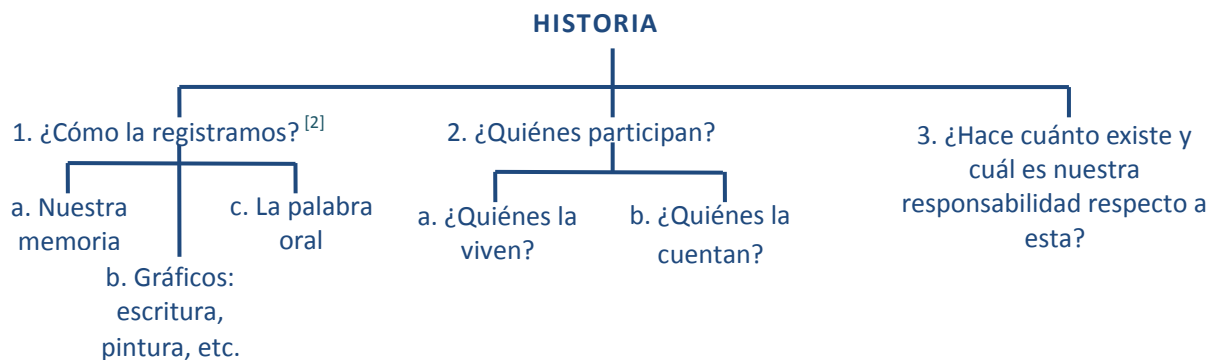 HISTORIA
1. ¿Cómo la registramos? [2]
a. Nuestra
memoria
b. Gráficos:
escritura,
pintura, etc.
c. La palabra
oral
2. ¿Quiénes participan?
a. ¿Quiénes la
viven?
b. ¿Quiénes la
cuentan?
3. ¿Hace cuánto existe y
cuál es nuestra
responsabilidad respecto a
esta?